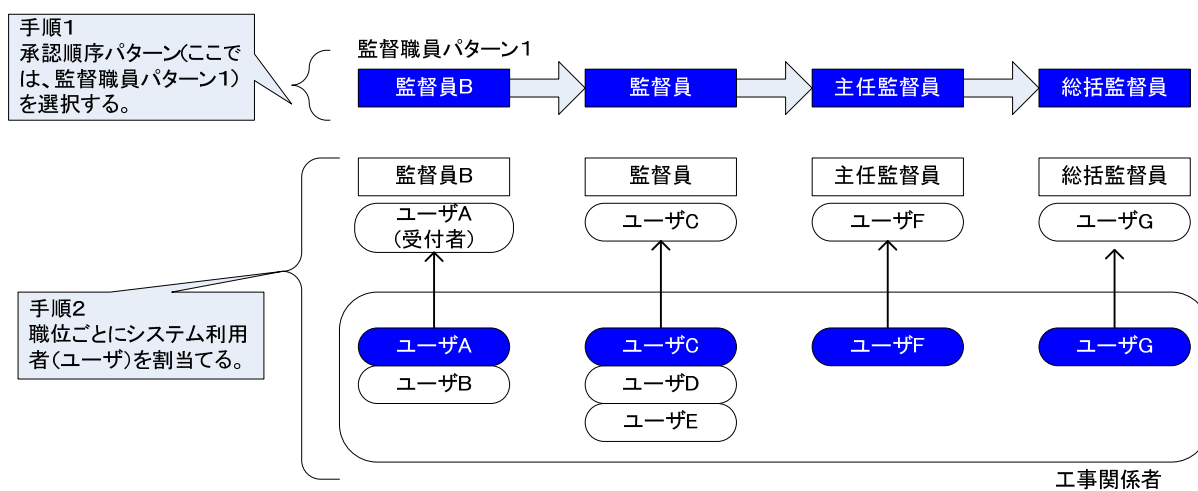 手順1
承認順序パターン(ここで
は、監督職員パターン1)
を選択する。
監督職員パターン1
監督員B
監督員
主任監督員
総括監督員
監督員B
監督員
主任監督員
総括監督員
ユーザA
(受付者)
ユーザC
ユーザF
ユーザG
手順2
職位ごとにシステム利用
者(ユーザ)を割当てる。
ユーザA
ユーザC
ユーザF
ユーザG
ユーザB
ユーザD
ユーザE
工事関係者